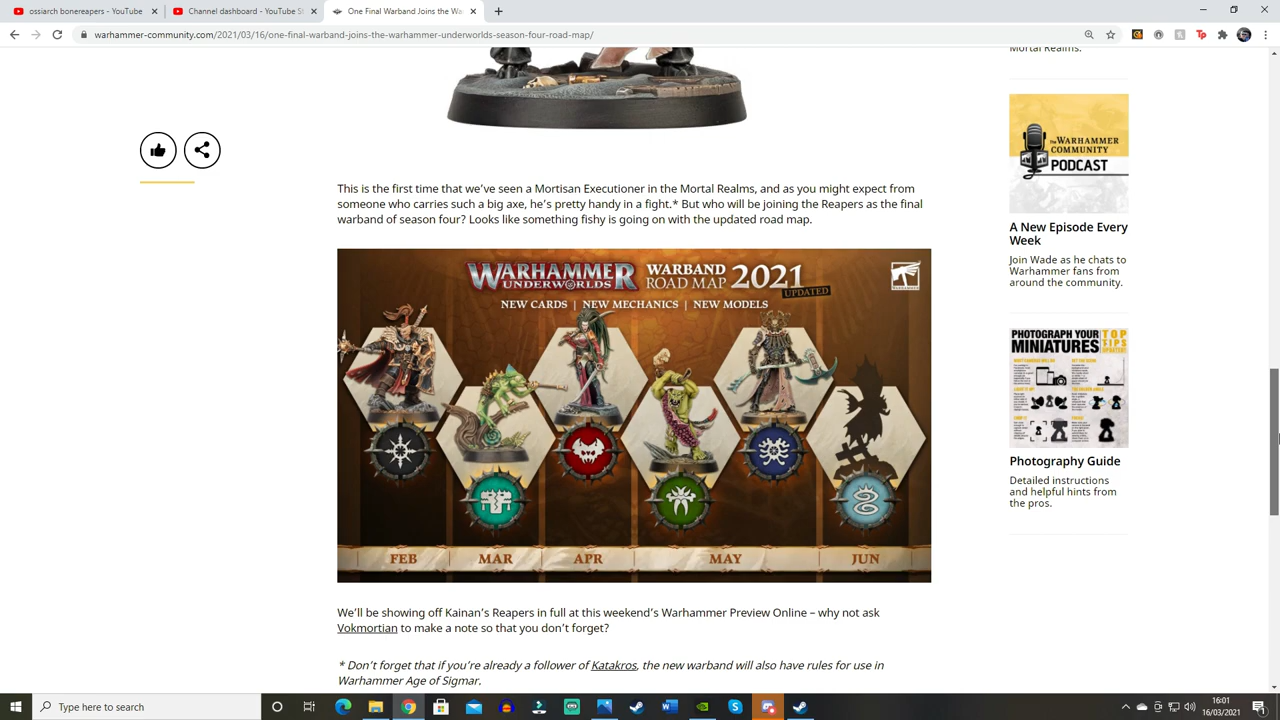 ossiarch bonereapers - YouTube
Channel dashboard - YouTube St
One Final Warband Joins the Wa
warhammer-community.com/2021/03/16/one-final-warband-joins-the-warhammer-underworlds-season-four-road-map/
Mortal Realms.
THE WARHAMMER
COMMUNITY
PODCAST
A New Episode Every
Week
Join Wade as he chats to
Warhammer fans from
around the community.
This is the first time that we've seen a Mortisan Executioner in the Mortal Realms, and as you might expect from
someone who carries such a big axe, he's pretty handy in a fight.* But who will be joining the Reapers as the final
warband of season four? Looks like something fishy is going on with the updated road map.
WARHAMMER
UNDERWORLDS
WARBAND
ROAD MAP 2021
UPDATED
WARHAMMER
NEW CARDS | NEW MECHANICS | NEW MODELS
FEB MAR APR MAY JUN
PHOTOGRAPH YOUR
MINIATURES
TOP
TIPS
Photography Guide
Detailed instructions
and helpful hints from
the pros.
We'll be showing off Kainan's Reapers in full at this weekend's Warhammer Preview Online – why not ask
Vokmortian to make a note so that you don't forget?
* Don't forget that if you're already a follower of Katakros, the new warband will also have rules for use in
Warhammer Age of Sigmar.
Type here to search
16:01
16/03/2021